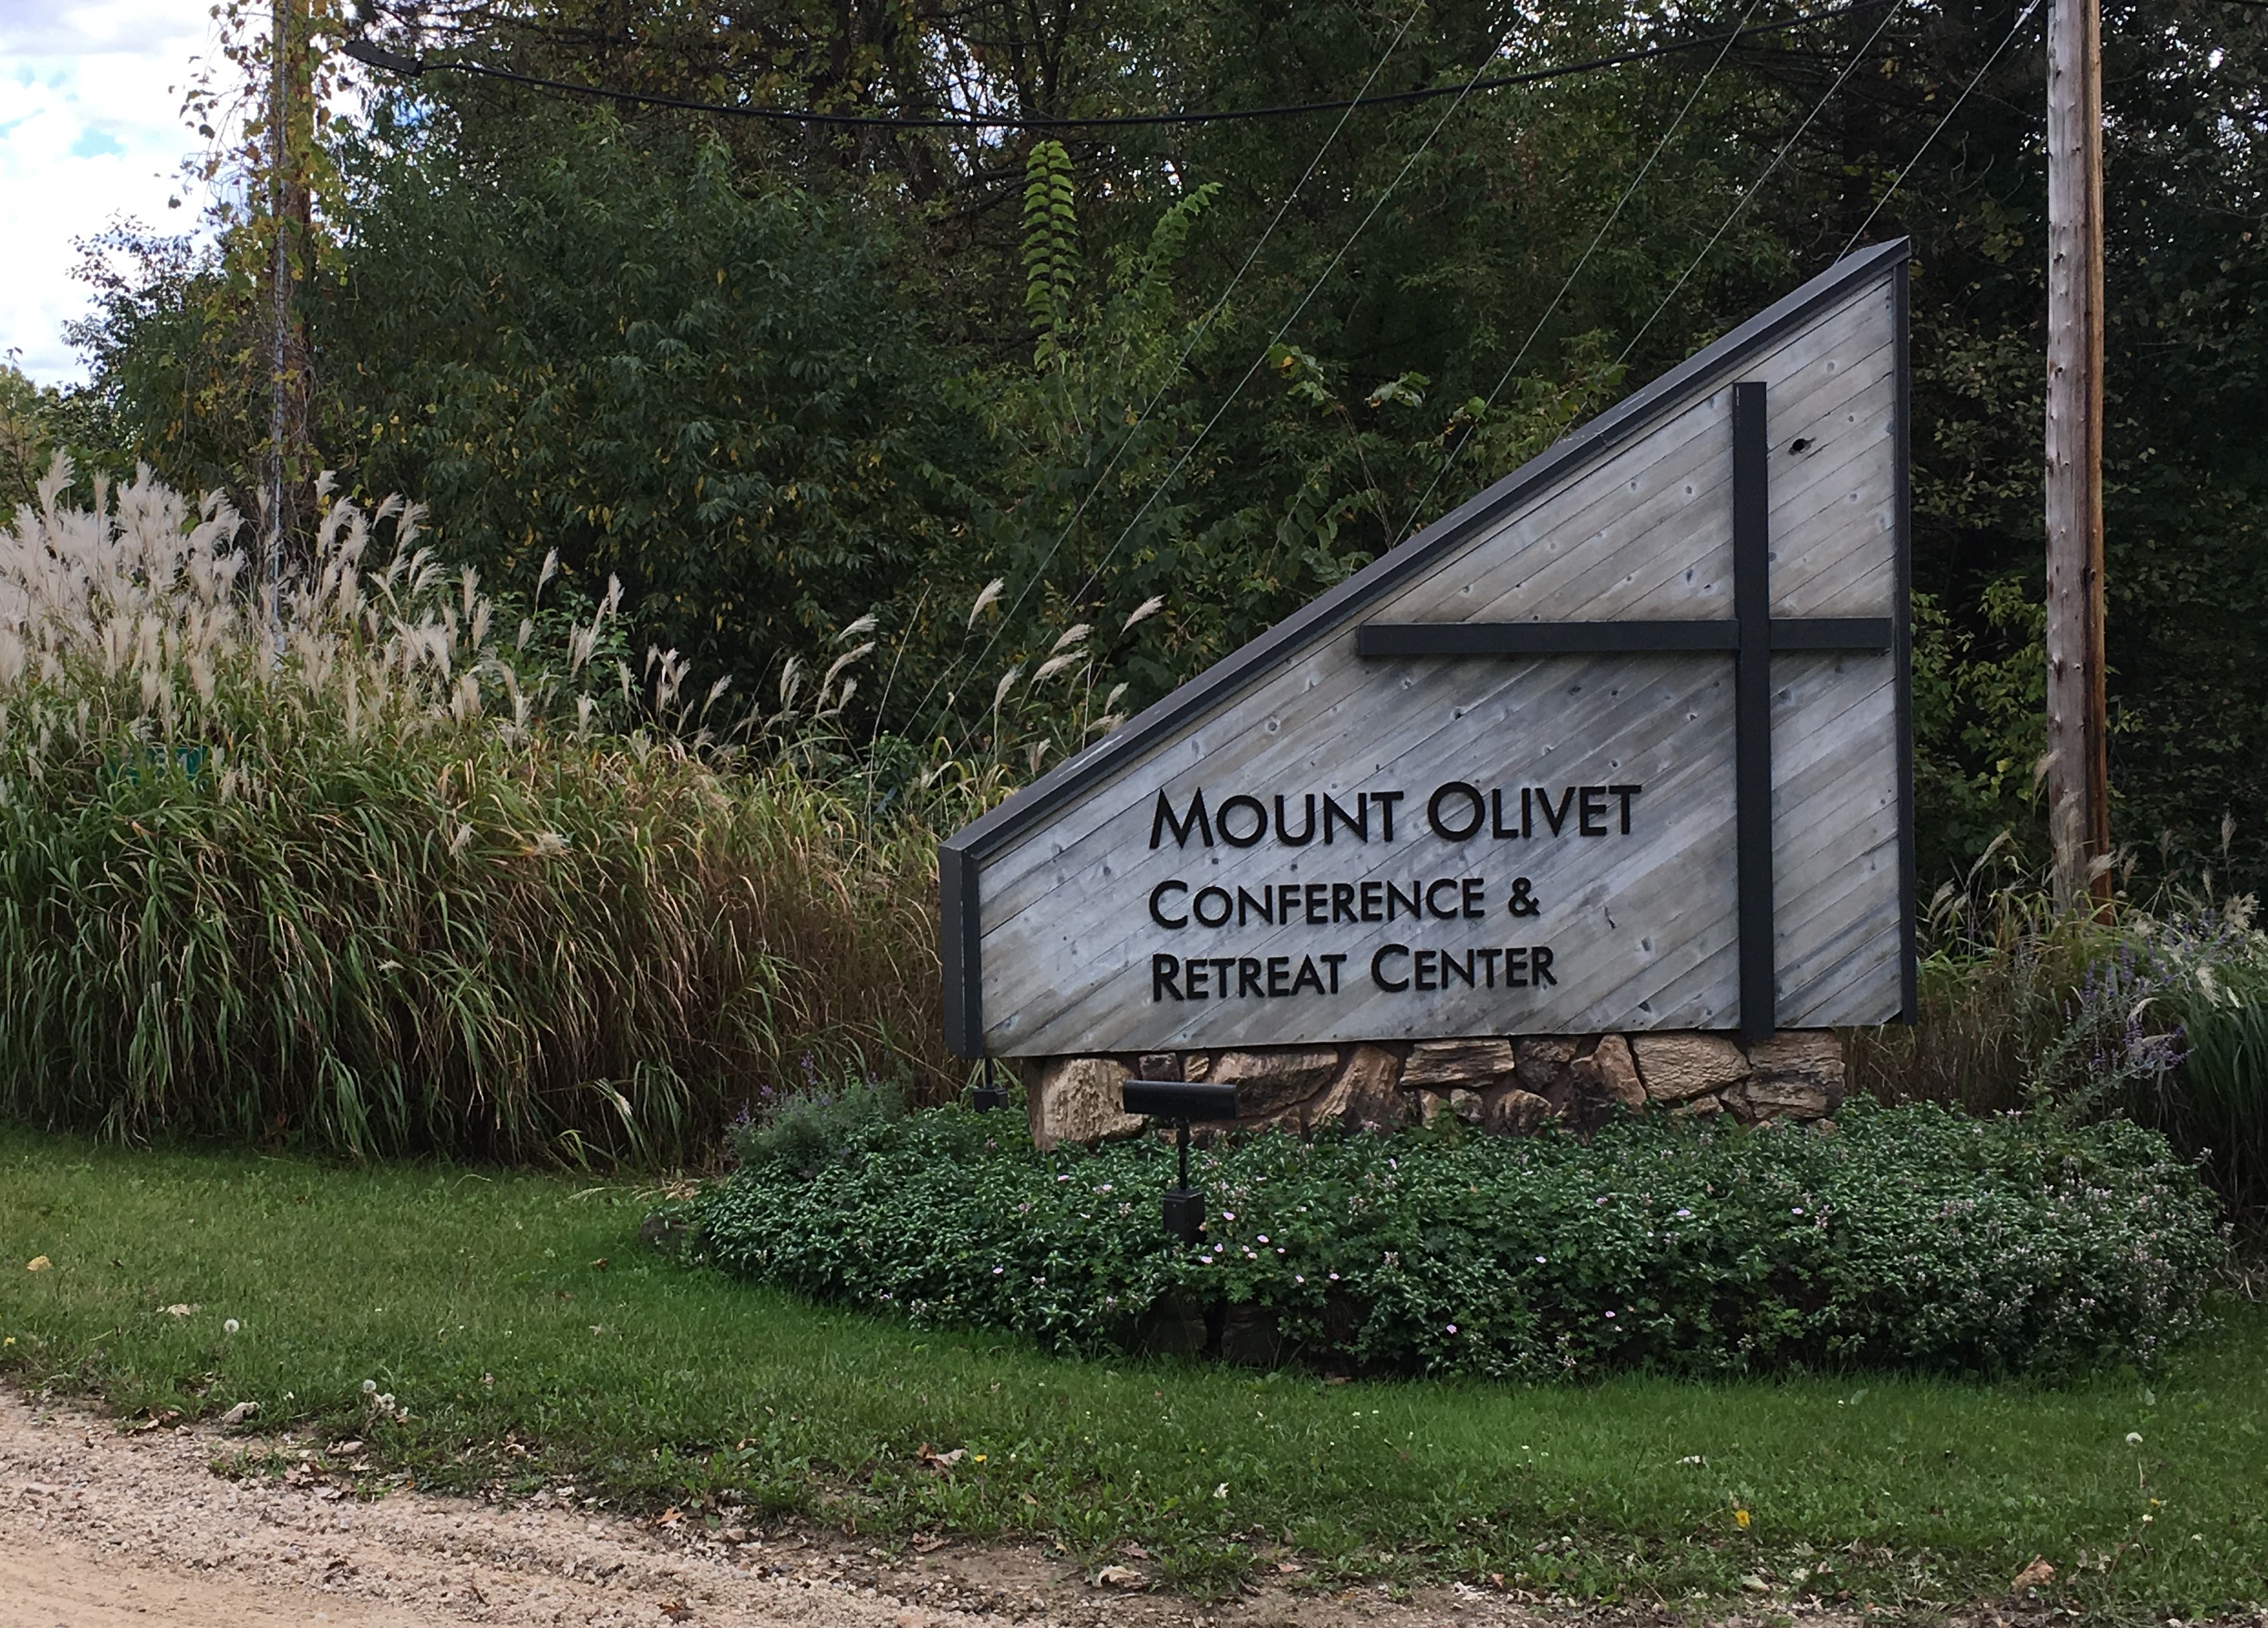 MOUNT OLIVET
CONFERENCE &
RETREAT CENTER